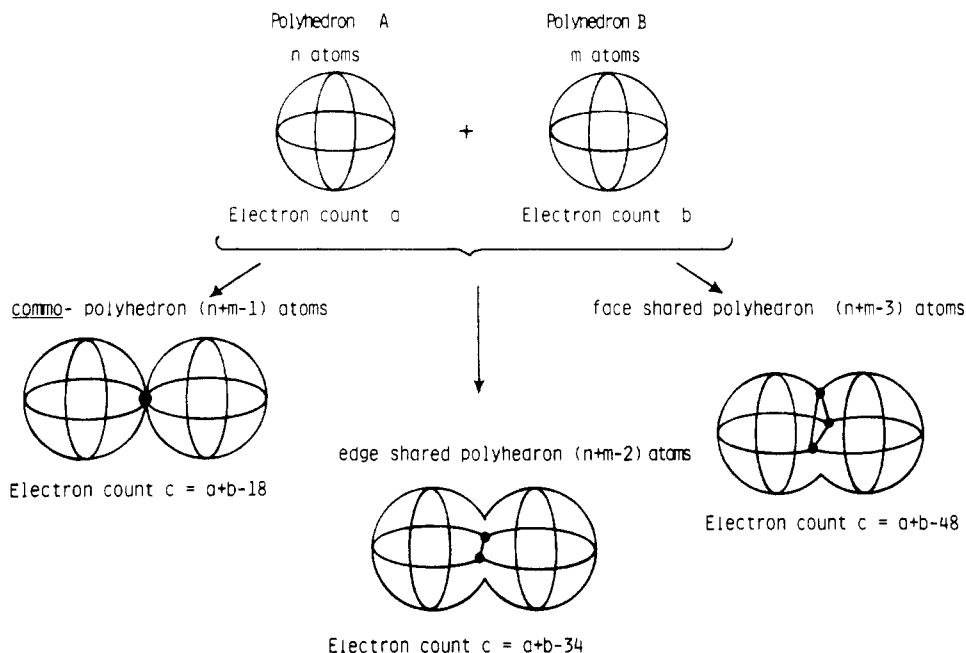 Polyhedron A
Polyhedron B
n atoms
m atoms
+
Electron count a
Electron count b
commo- polyhedron (n+m-1) atoms
face shared polyhedron (n+m-3) atoms
edge shared polyhedron (n+m-2) atoms
Electron count c = a+b-18
Electron count c = a+b-48
Electron count c = a+b-34